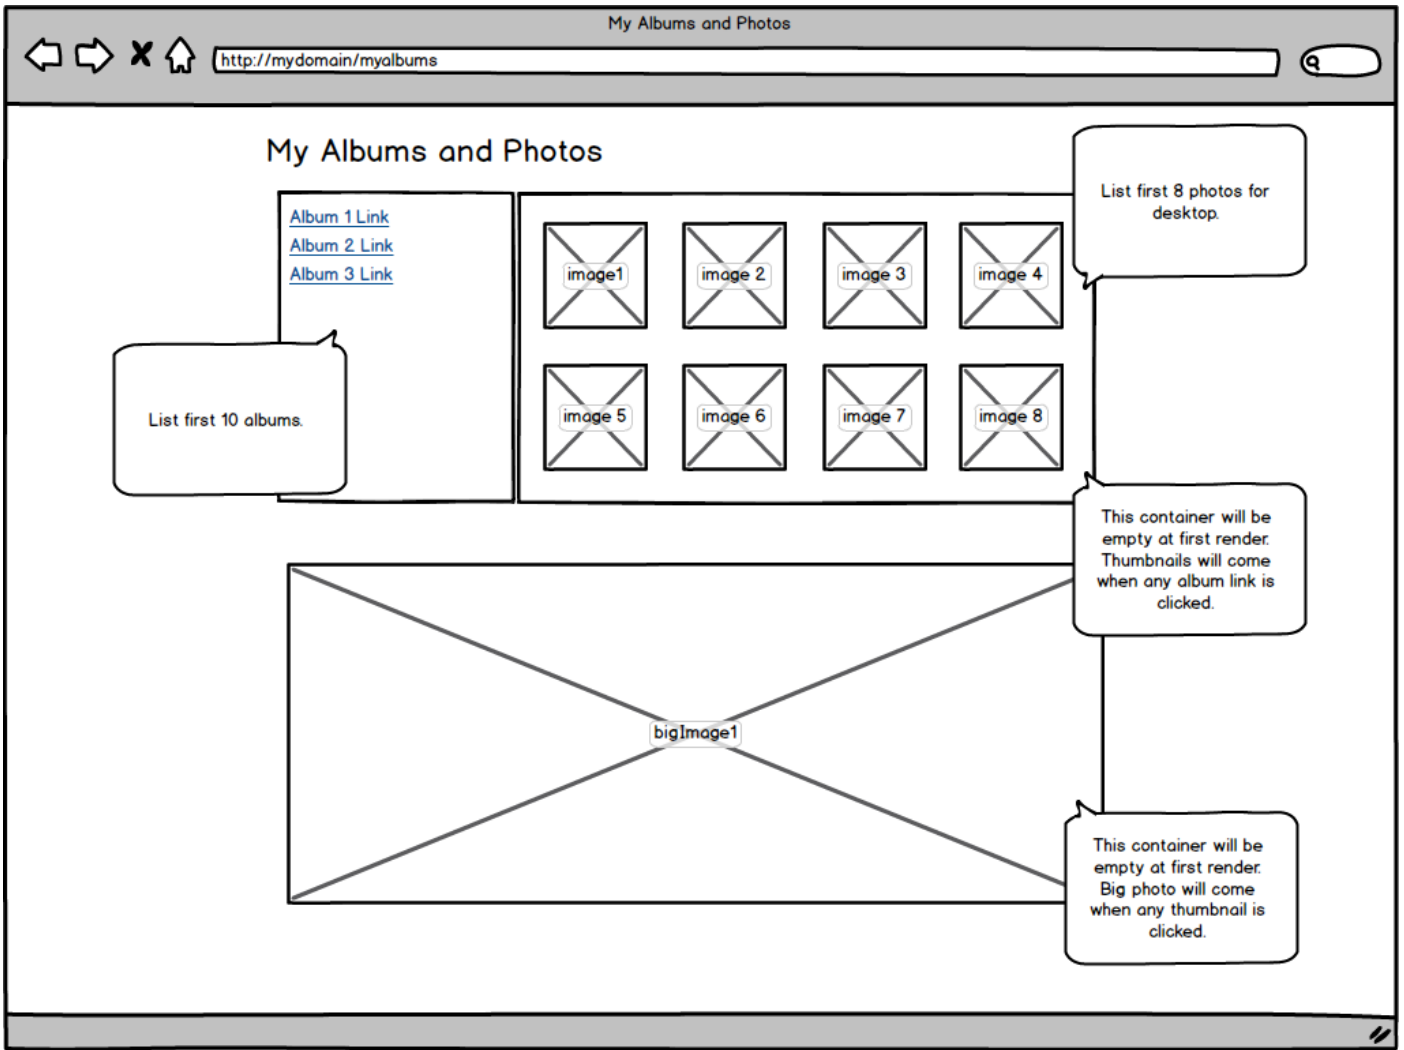 My Albums and Photos
http://mydomain/myalbums
My Albums and Photos
Album 1 Link
Album 2 Link
Album 3 Link
List first 10 albums.
image1
image 2
image 3
image 4
image 5
image 6
image 7
image 8
List first 8 photos for
desktop.
This container will be
empty at first render.
Thumbnails will come
when any album link is
clicked.
bigImage1
This container will be
empty at first render.
Big photo will come
when any thumbnail is
clicked.